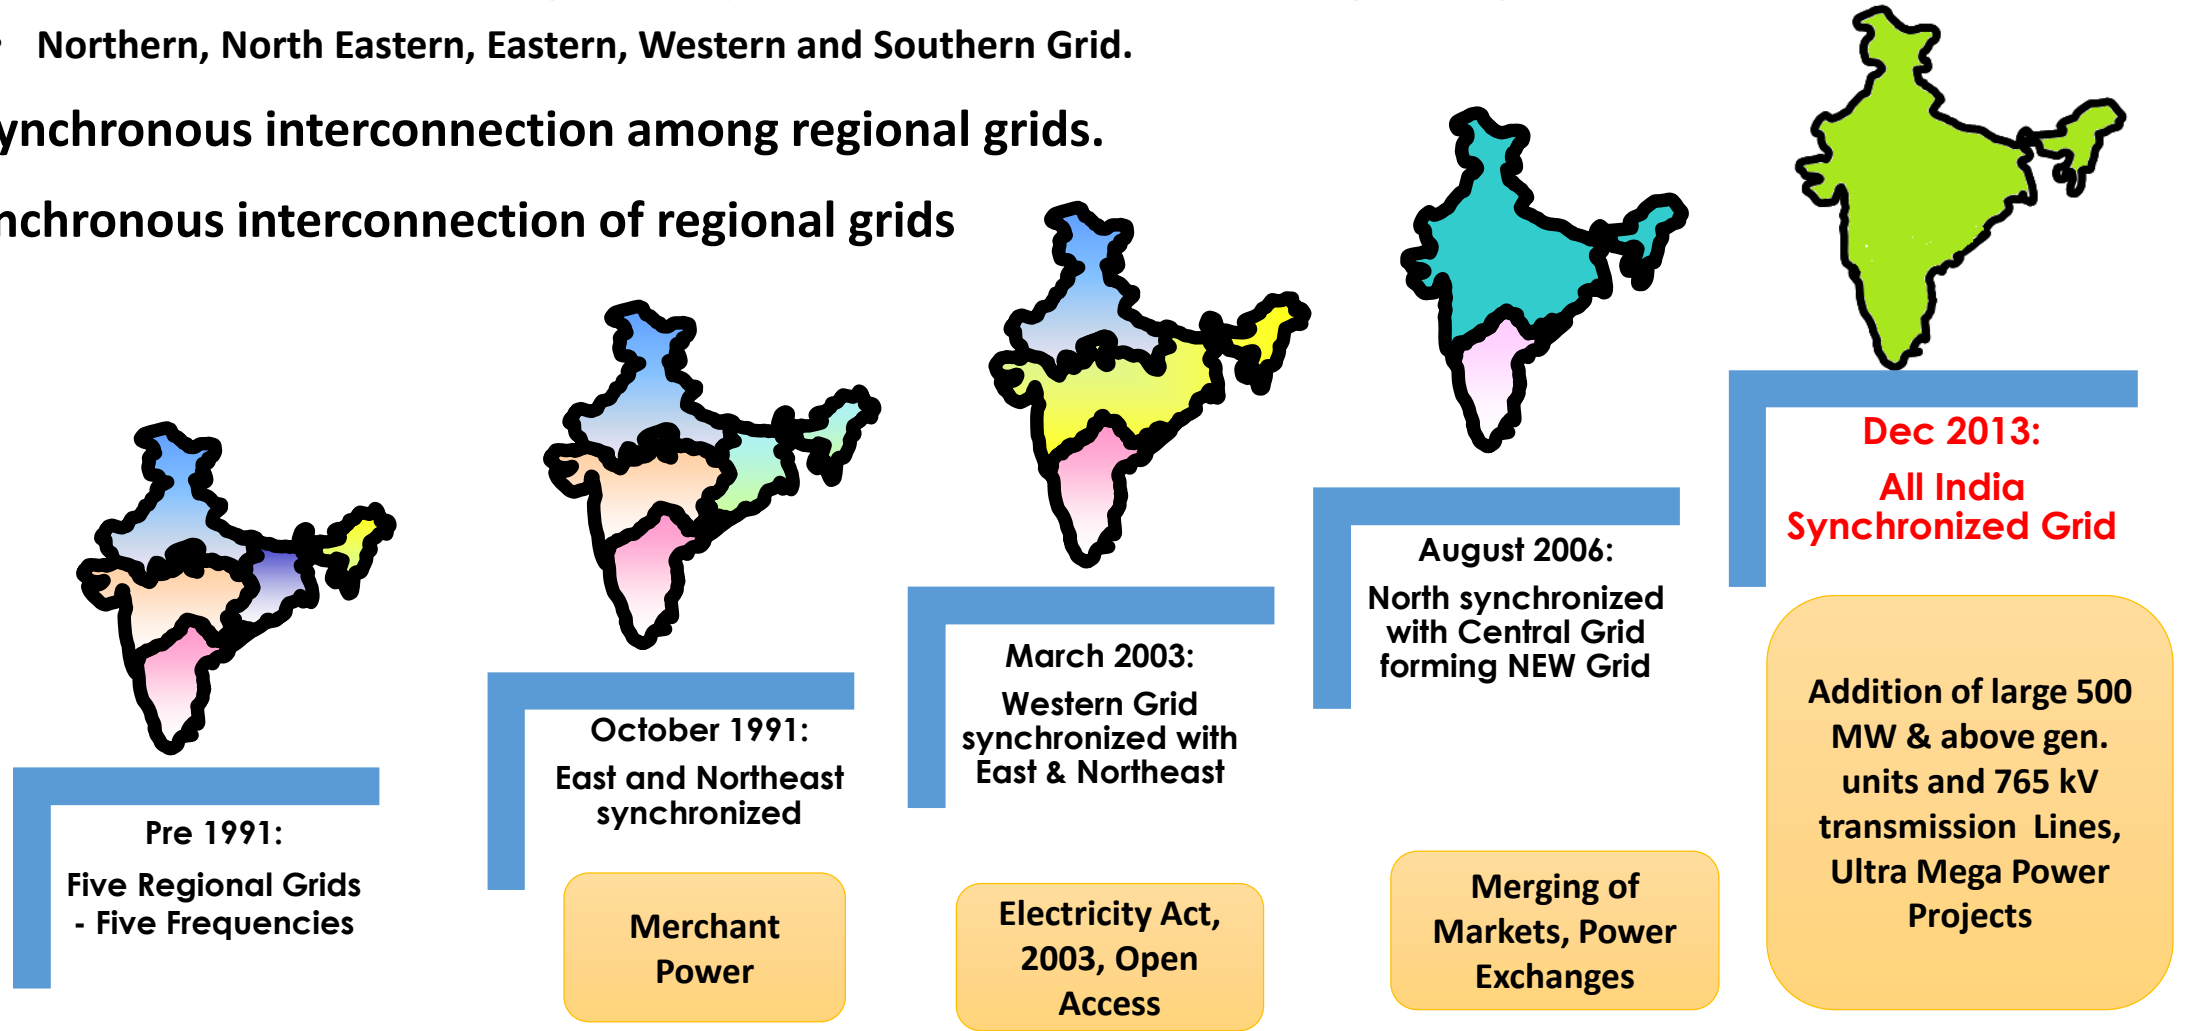 • Northern, North Eastern, Eastern, Western and Southern Grid.
ynchronous interconnection among regional grids.
nchronous interconnection of regional grids
Pre 1991:
Five Regional Grids
- Five Frequencies
October 1991:
East and Northeast
synchronized
Merchant
Power
March 2003:
Western Grid
synchronized with
East & Northeast
Electricity Act,
2003, Open
Access
August 2006:
North synchronized
with Central Grid
forming NEW Grid
Merging of
Markets, Power
Exchanges
Dec 2013:
All India
Synchronized Grid
Addition of large 500
MW & above gen.
units and 765 kV
transmission Lines,
Ultra Mega Power
Projects